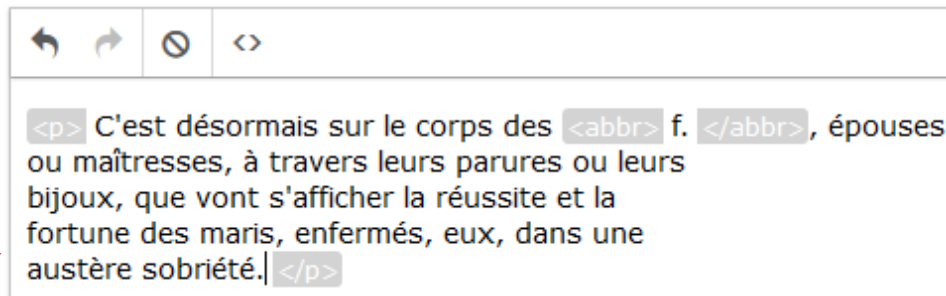 <p> C'est désormais sur le corps des <abbr> f. </abbr>, épouses
ou maîtresses, à travers leurs parures ou leurs
bijoux, que vont s'afficher la réussite et la
fortune des maris, enfermés, eux, dans une
austère sobriété. </p>